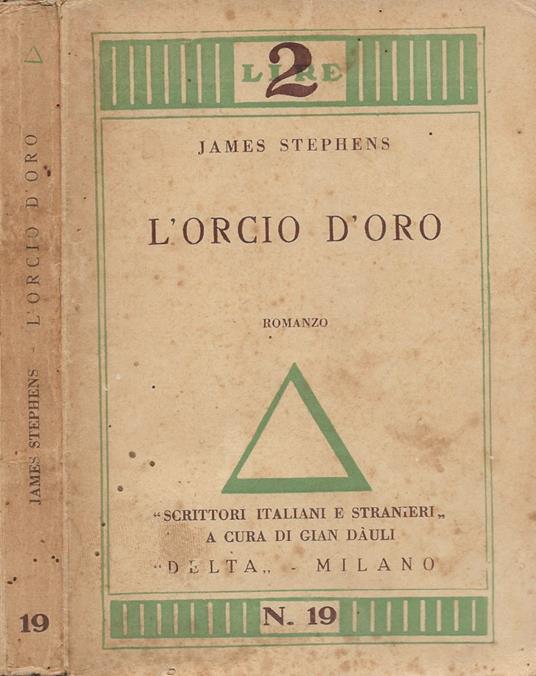 2
LIRE
JAMES STEPHENS
L'ORCIO D'ORO
ROMANZO
"SCRITTORI ITALIANI E STRANIERI„
A CURA DI GIAN DÀULI
"DELTA„ - MILANO
N. 19
JAMES STEPHENS - L'ORCIO D'ORO
19